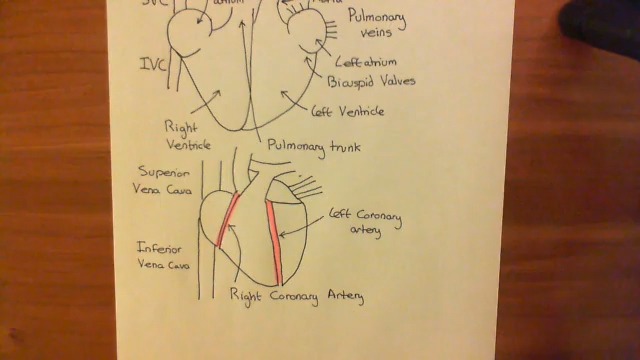 SVC
atrium
Pulmonary
veins
IVC
Left atrium
Bicuspid Valves
Left Ventricle
Right
Ventricle
Pulmonary trunk
Superior
Vena Cava
Left Coronary
artery
Inferior
Vena Cava
Right Coronary Artery